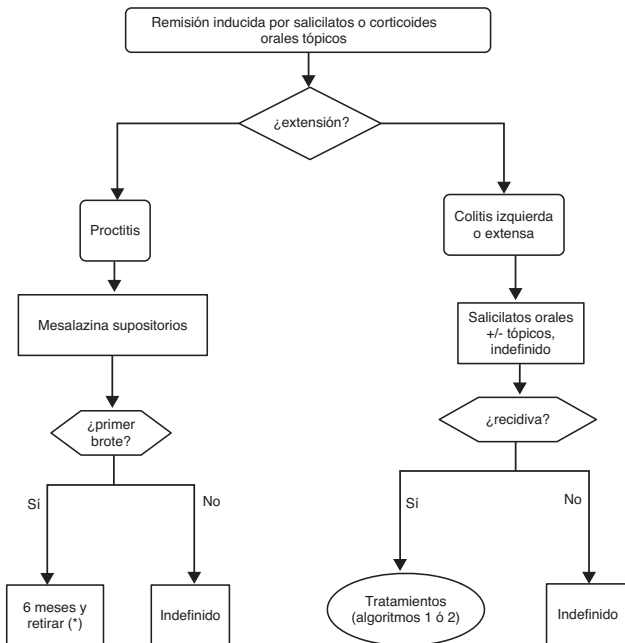 Remisión inducida por salicilatos o corticoides
orales tópicos
¿extensión?
Proctitis
Colitis izquierda
o extensa
Mesalazina supositorios
Salicilatos orales
+/- tópicos,
indefinido
¿primer
brote?
¿recidiva?
Sí
No
Sí
No
6 meses y
retirar (*)
Indefinido
Tratamientos
(algoritmos 1 ó 2)
Indefinido